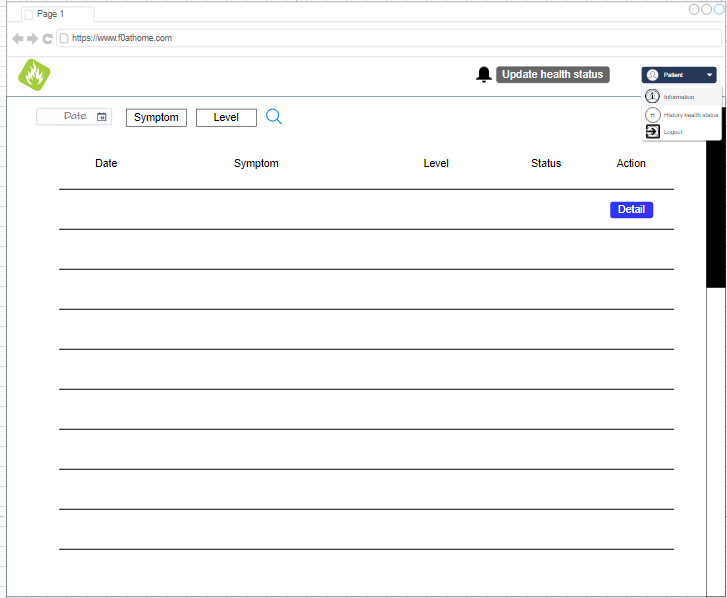 Page 1
https://www.f0athome.com
Update health status
Patient
Information
H History health status
Logout
Date
Symptom
Level
Date Symptom Level Status Action
Detail